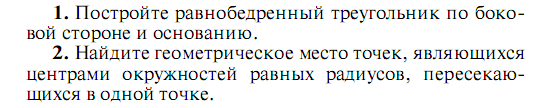 1. Постройте равнобедренный треугольник по боко-
вой стороне и основанию.
2. Найдите геометрическое место точек, являющихся
центрами окружностей равных радиусов, пересекаю-
щихся в одной точке.